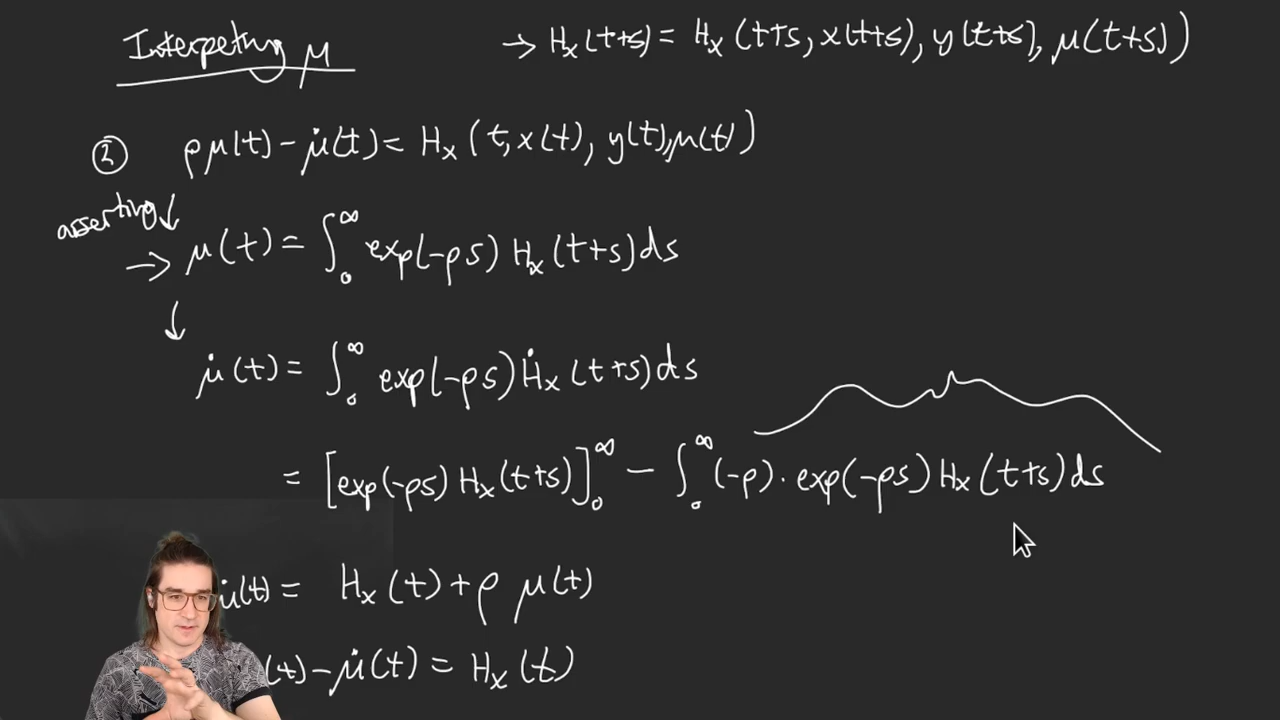 Interpeting μ
→ Hₓ(t+s) = Hₓ(t+s, x(t+s), y(t+s), μ(t+s))
② ρμ(t) - μ̇(t) = Hₓ(t, x(t), y(t), μ(t))
asserting ↓
→ μ(t) = ∫₀^∞ exp(-ρs) Hₓ(t+s) ds
↓
μ̇(t) = ∫₀^∞ exp(-ρs) Ḣₓ(t+s) ds
= [exp(-ρs) Hₓ(t+s)]₀^∞ - ∫₀^∞ (-ρ) · exp(-ρs) Hₓ(t+s) ds
μ̇(t) = Hₓ(t) + ρ μ(t)
(t) - μ̇(t) = Hₓ(t)